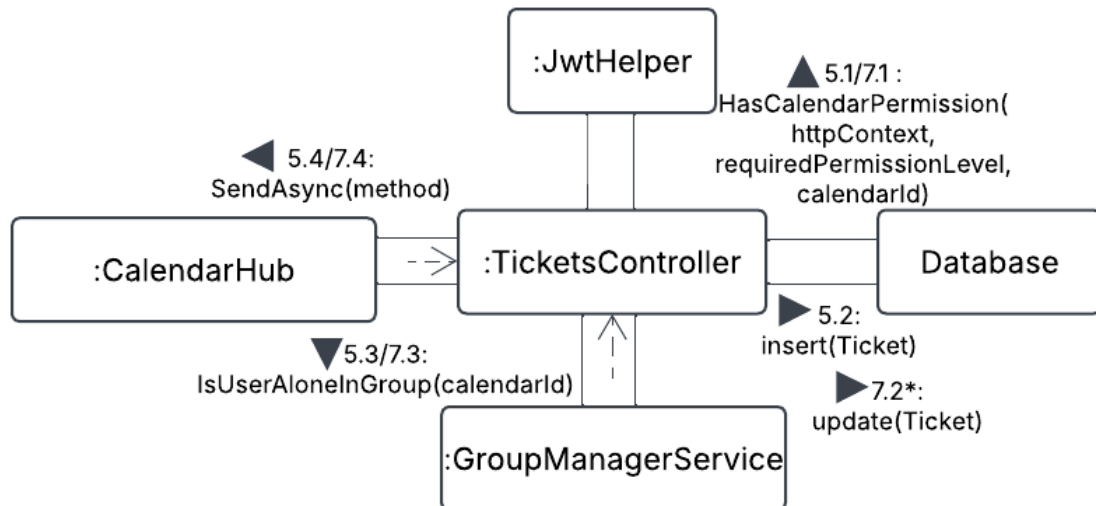 :JwtHelper
5.1/7.1 :
HasCalendarPermission(
httpContext,
requiredPermissionLevel,
calendarId)
5.4/7.4:
SendAsync(method)
:CalendarHub
:TicketsController
Database
5.3/7.3:
IsUserAloneInGroup(calendarId)
5.2:
insert(Ticket)
7.2*:
update(Ticket)
:GroupManagerService